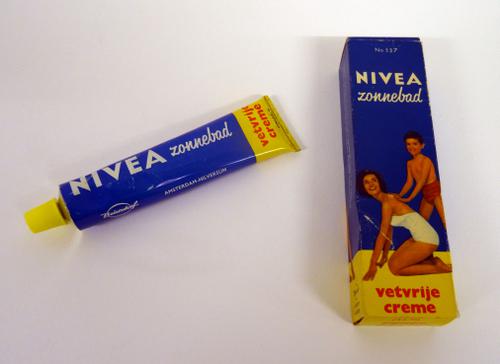 NIVEA zonnebad
vetvrije
creme
AMSTERDAM-HILVERSUM
No 137
NIVEA
zonnebad
vetvrije
creme